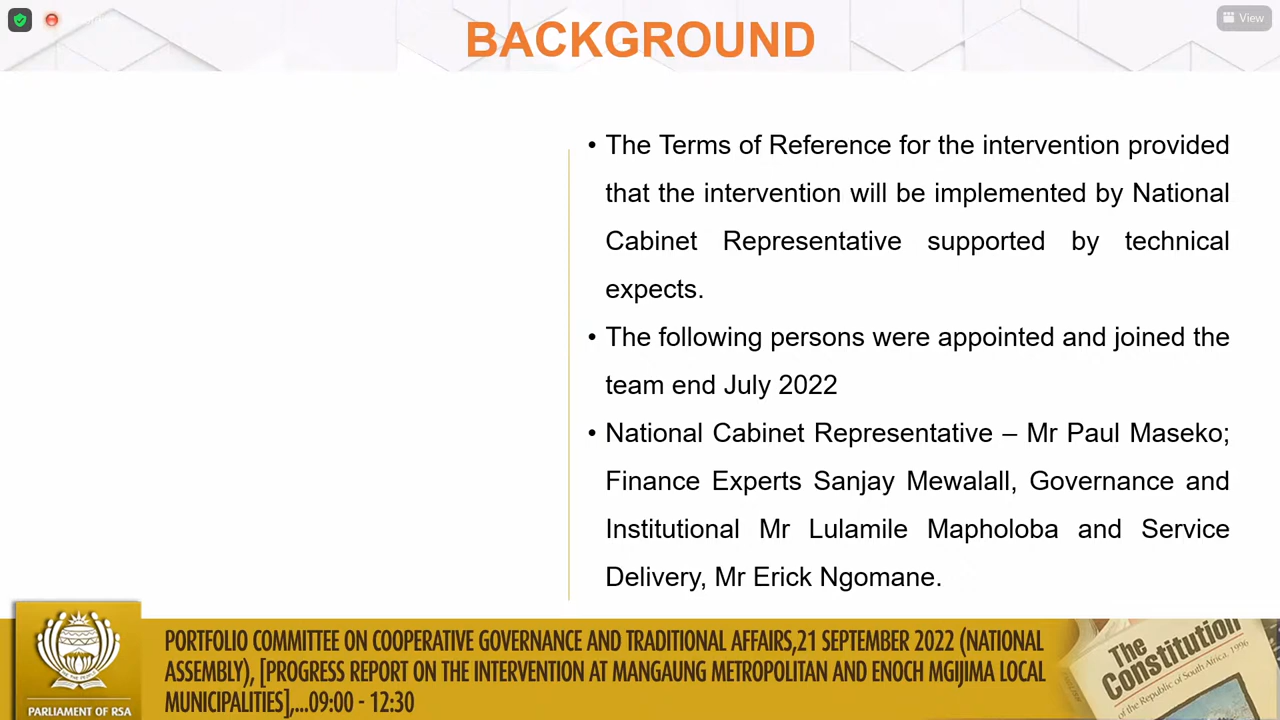 View
BACKGROUND
• The Terms of Reference for the intervention provided
that the intervention will be implemented by National
Cabinet Representative supported by technical
expects.
• The following persons were appointed and joined the
team end July 2022
• National Cabinet Representative – Mr Paul Maseko;
Finance Experts Sanjay Mewalall, Governance and
Institutional Mr Lulamile Mapholoba and Service
Delivery, Mr Erick Ngomane.
PORTFOLIO COMMITTEE ON COOPERATIVE GOVERNANCE AND TRADITIONAL AFFAIRS,21 SEPTEMBER 2022 (NATIONAL
ASSEMBLY), [PROGRESS REPORT ON THE INTERVENTION AT MANGAUNG METROPOLITAN AND ENOCH MGIJIMA LOCAL
MUNICIPALITIES],...09:00 - 12:30
PARLIAMENT OF RSA
The
Constitution
of the Republic of South Africa, 1996